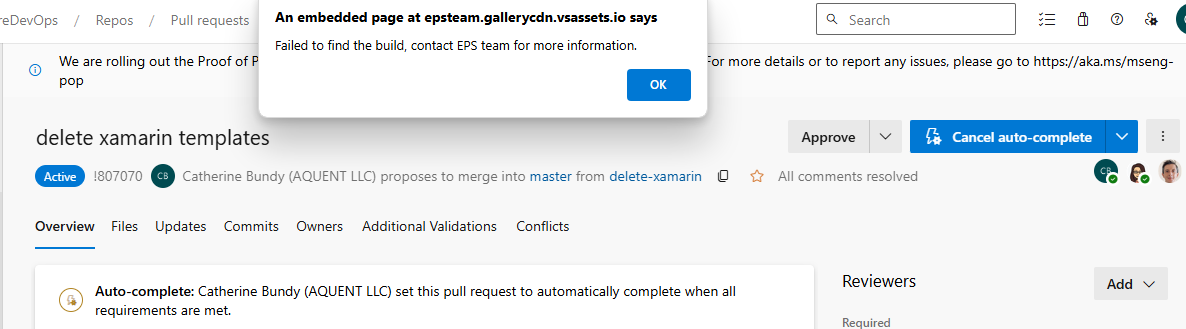 reDevOps / Repos / Pull requests
Search
An embedded page at epsteam.gallerycdn.vsassets.io says
Failed to find the build, contact EPS team for more information.
OK
We are rolling out the Proof of P
For more details or to report any issues, please go to https://aka.ms/mseng-
pop
delete xamarin templates
Approve
Cancel auto-complete
Active !807070 CB Catherine Bundy (AQUENT LLC) proposes to merge into master from delete-xamarin All comments resolved
CB
Overview Files Updates Commits Owners Additional Validations Conflicts
Auto-complete: Catherine Bundy (AQUENT LLC) set this pull request to automatically complete when all
requirements are met.
Reviewers
Add
Required